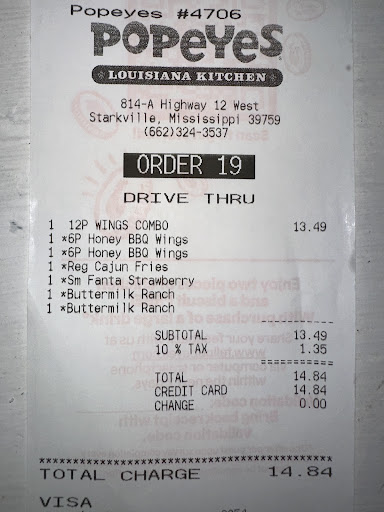 Popeyes #4706
POPEYES
LOUISIANA KITCHEN
814-A Highway 12 West
Starkville, Mississippi 39759
(662)324-3537
ORDER 19
DRIVE THRU
1 12P WINGS COMBO 13.49
1 *6P Honey BBQ Wings
1 *6P Honey BBQ Wings
1 *Reg Cajun Fries
1 *Sm Fanta Strawberry
1 *Buttermilk Ranch
1 *Buttermilk Ranch
SUBTOTAL 13.49
10 % TAX 1.35
TOTAL 14.84
CREDIT CARD 14.84
CHANGE 0.00
TOTAL CHARGE 14.84
VISA